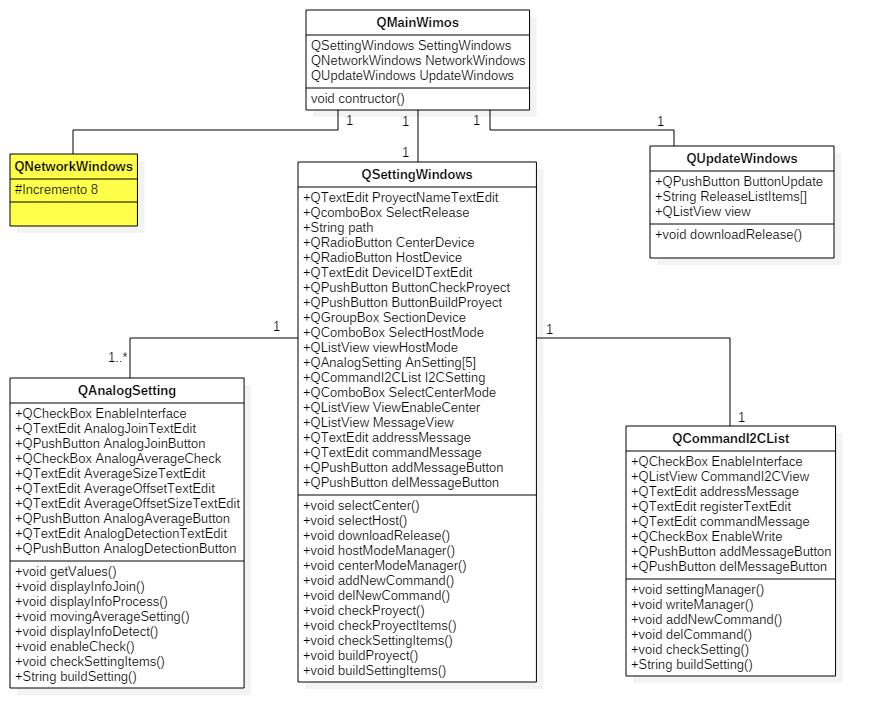 QMainWimos
QSettingWindows SettingWindows
QNetworkWindows NetworkWindows
QUpdateWindows UpdateWindows
void contructor()
1
1
1
1
1
QNetworkWindows
#Incremento 8
QSettingWindows
+QTextEdit ProyectNameTextEdit
+QcomboBox SelectRelease
+String path
+QRadioButton CenterDevice
+QRadioButton HostDevice
+QTextEdit DeviceIDTextEdit
+QPushButton ButtonCheckProyect
+QPushButton ButtonBuildProyect
+QGroupBox SectionDevice
+QComboBox SelectHostMode
+QListView viewHostMode
+QAnalogSetting AnSetting[5]
+QCommandI2CList I2CSetting
+QComboBox SelectCenterMode
+QListView ViewEnableCenter
+QListView MessageView
+QTextEdit addressMessage
+QTextEdit commandMessage
+QPushButton addMessageButton
+QPushButton delMessageButton
+void selectCenter()
+void selectHost()
+void downloadRelease()
+void hostModeManager()
+void centerModeManager()
+void addNewCommand()
+void delNewCommand()
+void checkProyect()
+void checkProyectItems()
+void checkSettingItems()
+void buildProyect()
+void buildSettingItems()
QUpdateWindows
+QPushButton ButtonUpdate
+String ReleaseListItems[]
+QListView view
+void downloadRelease()
1
1..*
QAnalogSetting
+QCheckBox EnableInterface
+QTextEdit AnalogJoinTextEdit
+QPushButton AnalogJoinButton
+QCheckBox AnalogAverageCheck
+QTextEdit AverageSizeTextEdit
+QTextEdit AverageOffsetTextEdit
+QTextEdit AverageOffsetSizeTextEdit
+QPushButton AnalogAverageButton
+QTextEdit AnalogDetectionTextEdit
+QPushButton AnalogDetectionButton
+void getValues()
+void displayInfoJoin()
+void displayInfoProcess()
+void movingAverageSetting()
+void displayInfoDetect()
+void enableCheck()
+void checkSettingItems()
+String buildSetting()
1
1
QCommandI2CList
+QCheckBox EnableInterface
+QListView CommandI2CView
+QTextEdit addressMessage
+QTextEdit registerTextEdit
+QTextEdit commandMessage
+QCheckBox EnableWrite
+QPushButton addMessageButton
+QPushButton delMessageButton
+void settingManager()
+void writeManager()
+void addNewCommand()
+void delCommand()
+void checkSetting()
+String buildSetting()